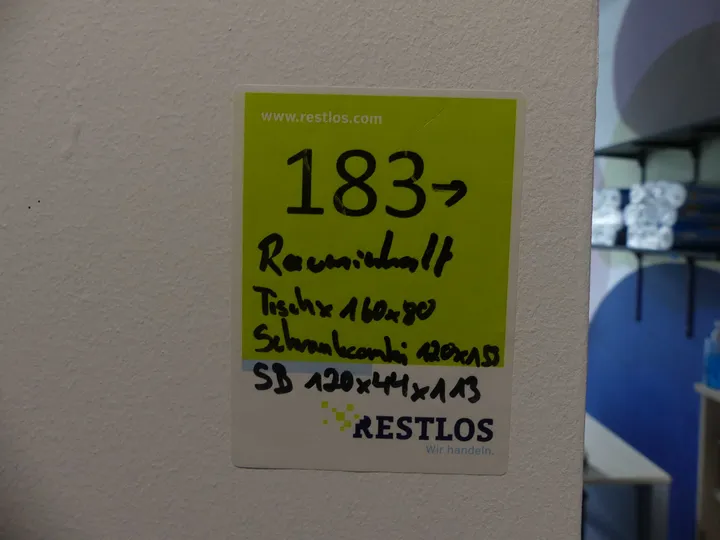 www.restlos.com
183→
Rauminhalt
Tisch x 160x80
Schrankcombi 120x153
SB 120x44x113
RESTLOS
Wir handeln.